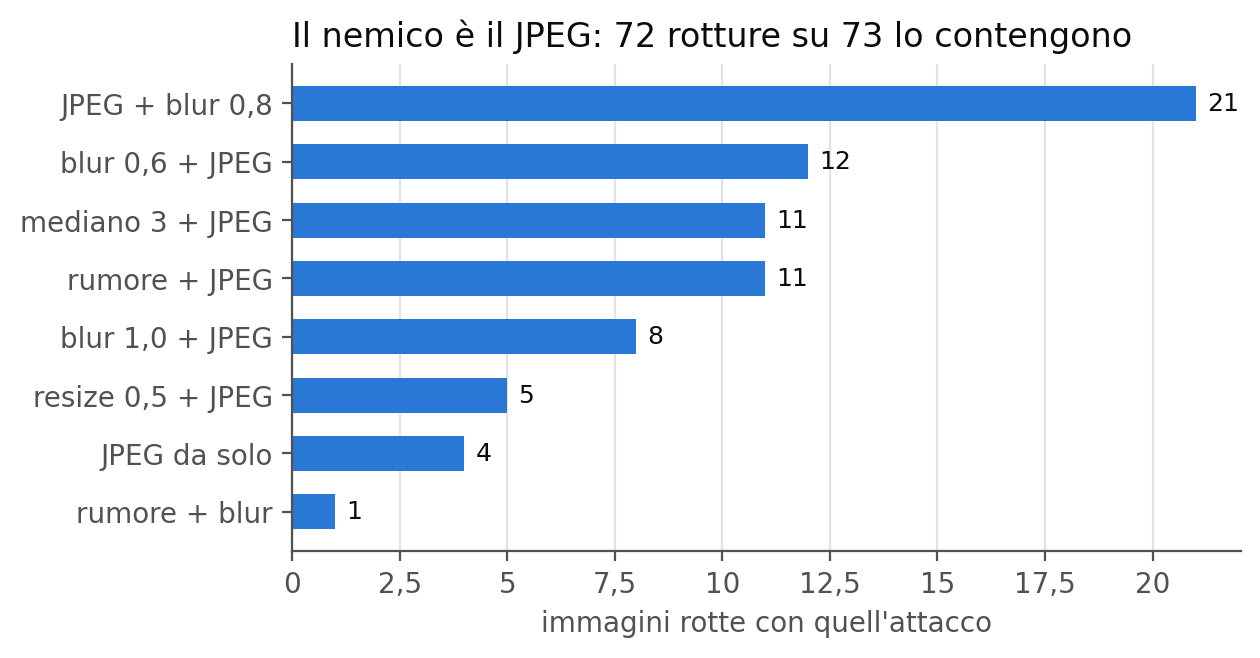 Il nemico è il JPEG: 72 rotture su 73 lo contengono
JPEG + blur 0,8 21
blur 0,6 + JPEG 12
mediano 3 + JPEG 11
rumore + JPEG 11
blur 1,0 + JPEG 8
resize 0,5 + JPEG 5
JPEG da solo 4
rumore + blur 1
0 2,5 5 7,5 10 12,5 15 17,5 20
immagini rotte con quell'attacco